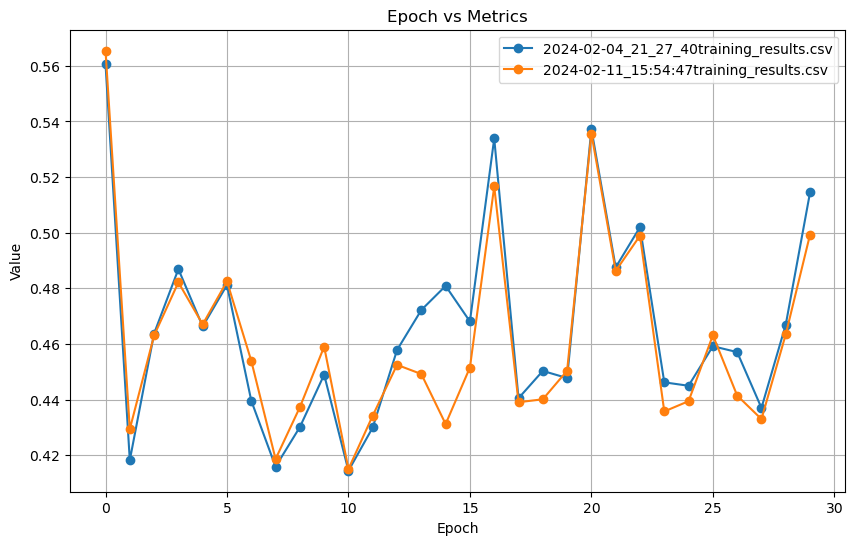 Epoch vs Metrics
2024-02-04_21_27_40training_results.csv
2024-02-11_15:54:47training_results.csv
0.56
0.54
0.52
0.50
0.48
0.46
0.44
0.42
Value
0 5 10 15 20 25 30
Epoch